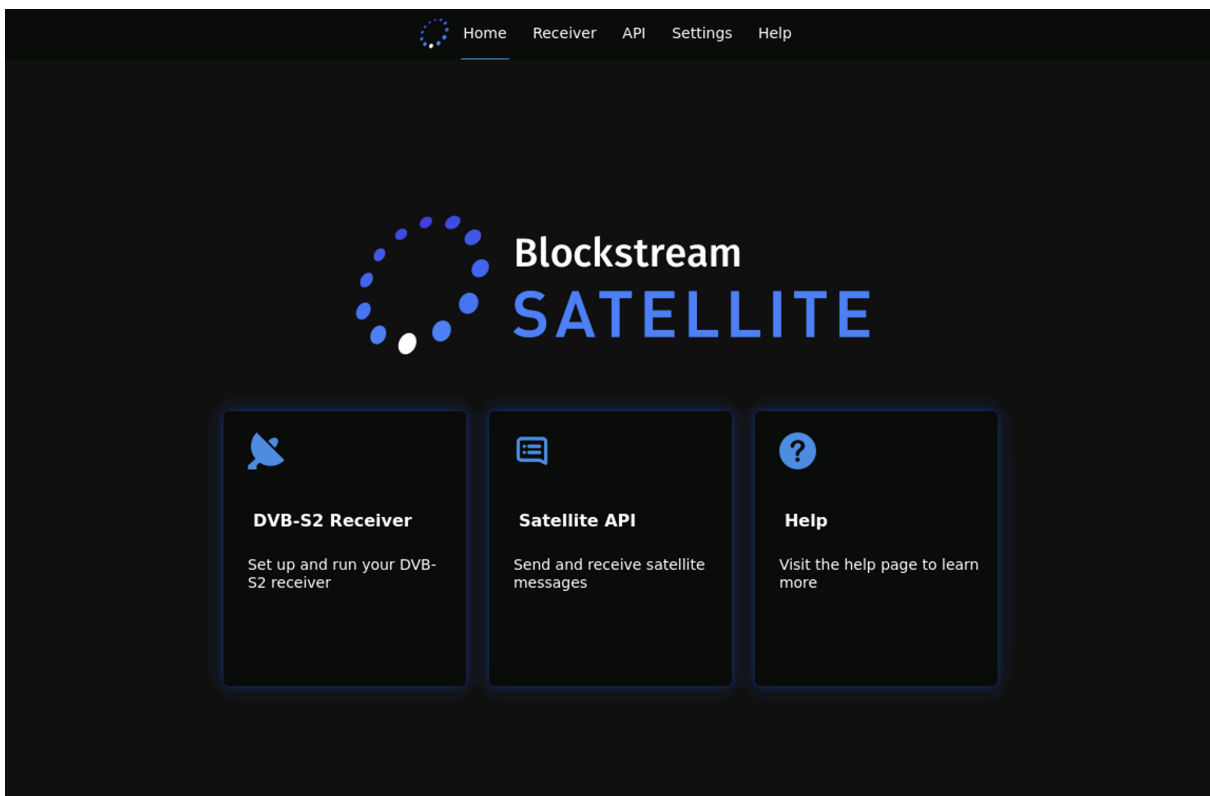 Home Receiver API Settings Help
Blockstream
SATELLITE
DVB-S2 Receiver
Set up and run your DVB-
S2 receiver
Satellite API
Send and receive satellite
messages
Help
Visit the help page to learn
more